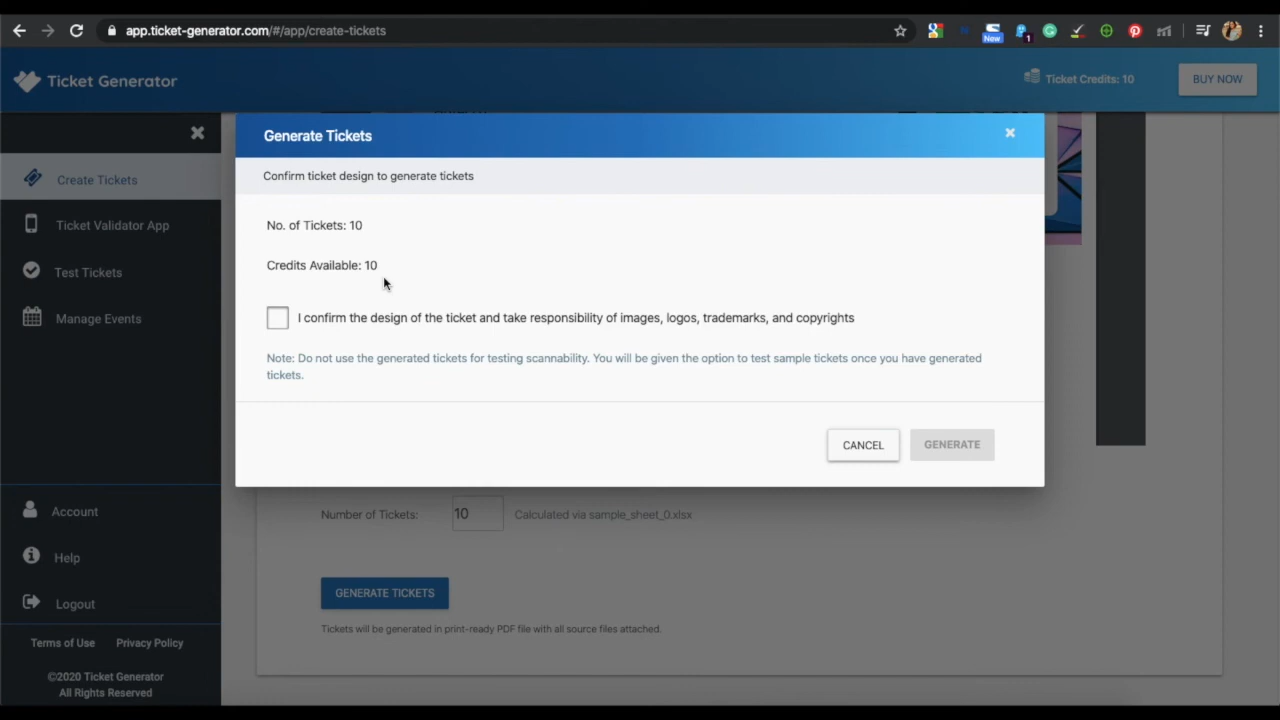 app.ticket-generator.com/#/app/create-tickets
New
1
Ticket Generator
Ticket Credits: 10
BUY NOW
Generate Tickets
Confirm ticket design to generate tickets
Create Tickets
Ticket Validator App
Test Tickets
Manage Events
No. of Tickets: 10
Credits Available: 10
I confirm the design of the ticket and take responsibility of images, logos, trademarks, and copyrights
Note: Do not use the generated tickets for testing scannability. You will be given the option to test sample tickets once you have generated
tickets.
CANCEL
GENERATE
Account
Help
Logout
Number of Tickets:
10
Calculated via sample_sheet_0.xlsx
GENERATE TICKETS
Tickets will be generated in print-ready PDF file with all source files attached.
Terms of Use
Privacy Policy
©2020 Ticket Generator
All Rights Reserved